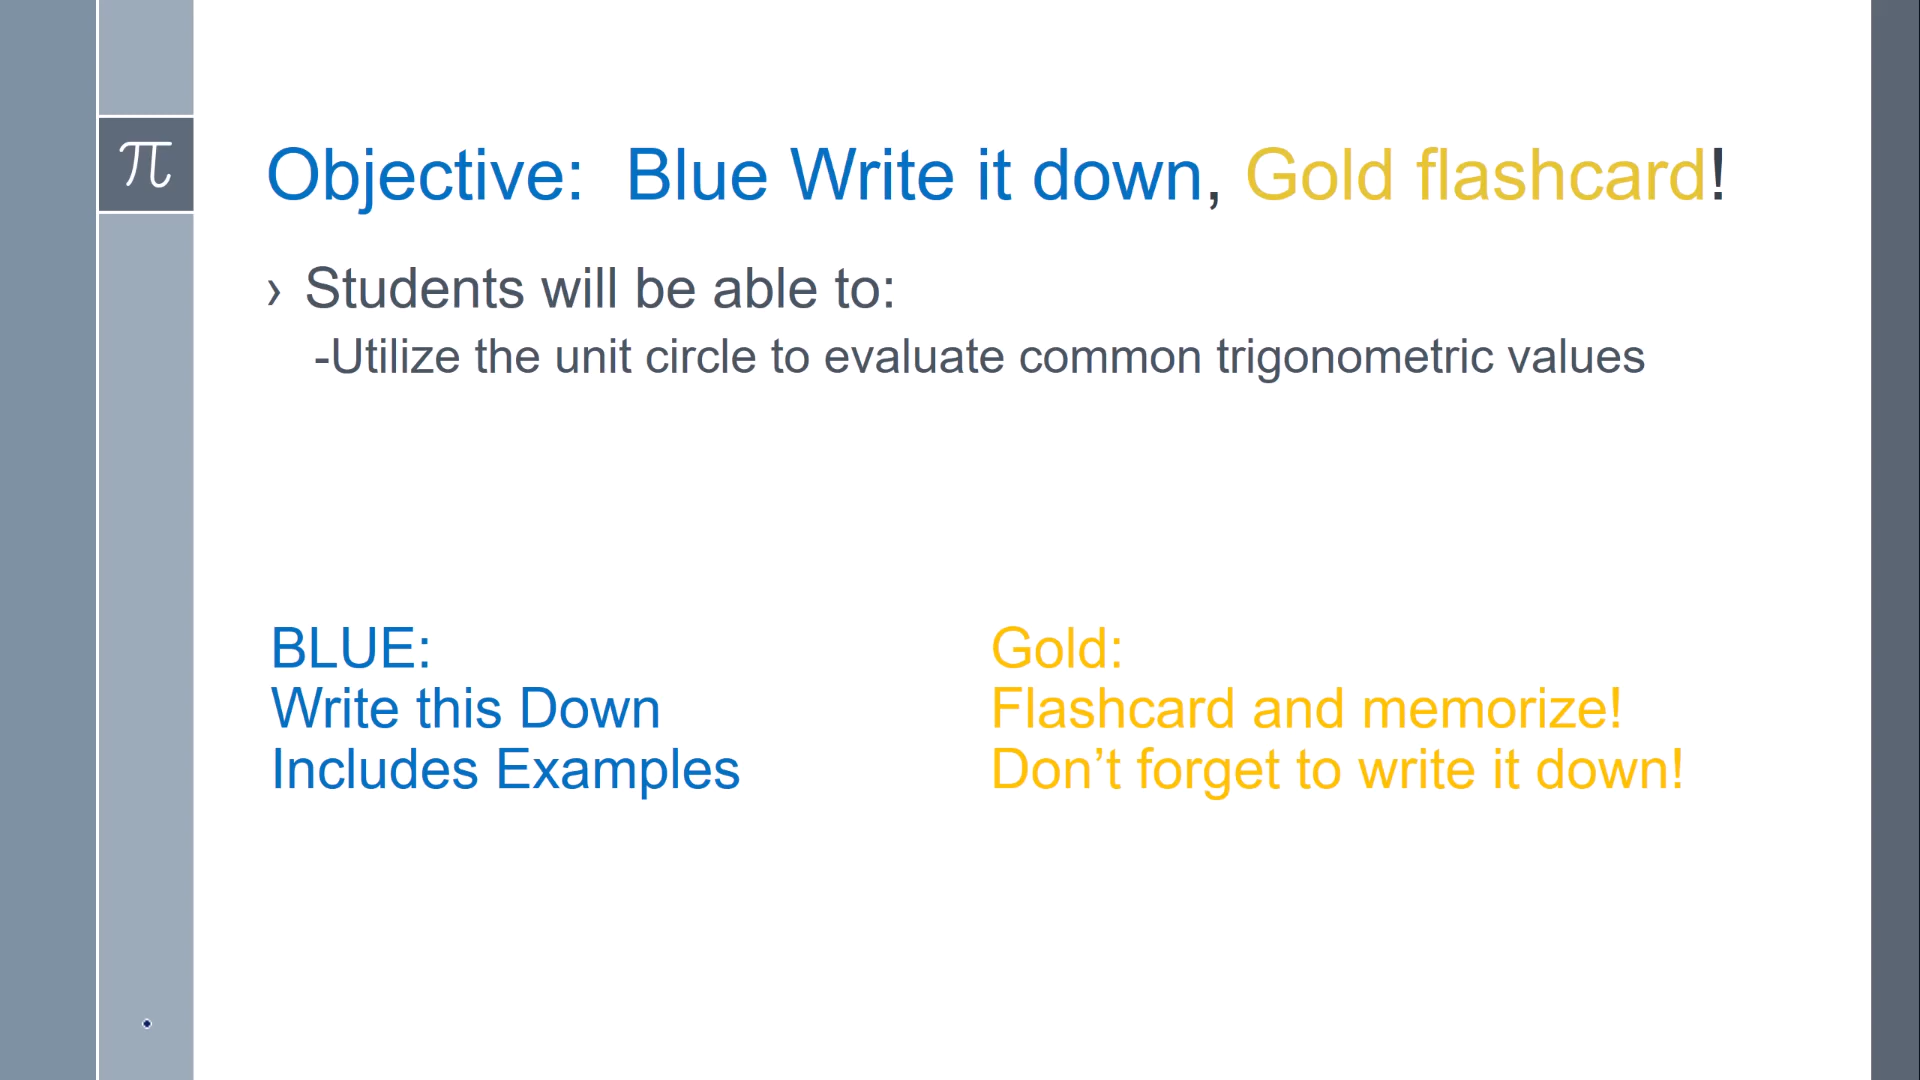 π
Objective:  Blue Write it down, Gold flashcard!
› Students will be able to:
-Utilize the unit circle to evaluate common trigonometric values
BLUE:
Write this Down
Includes Examples
Gold:
Flashcard and memorize!
Don’t forget to write it down!